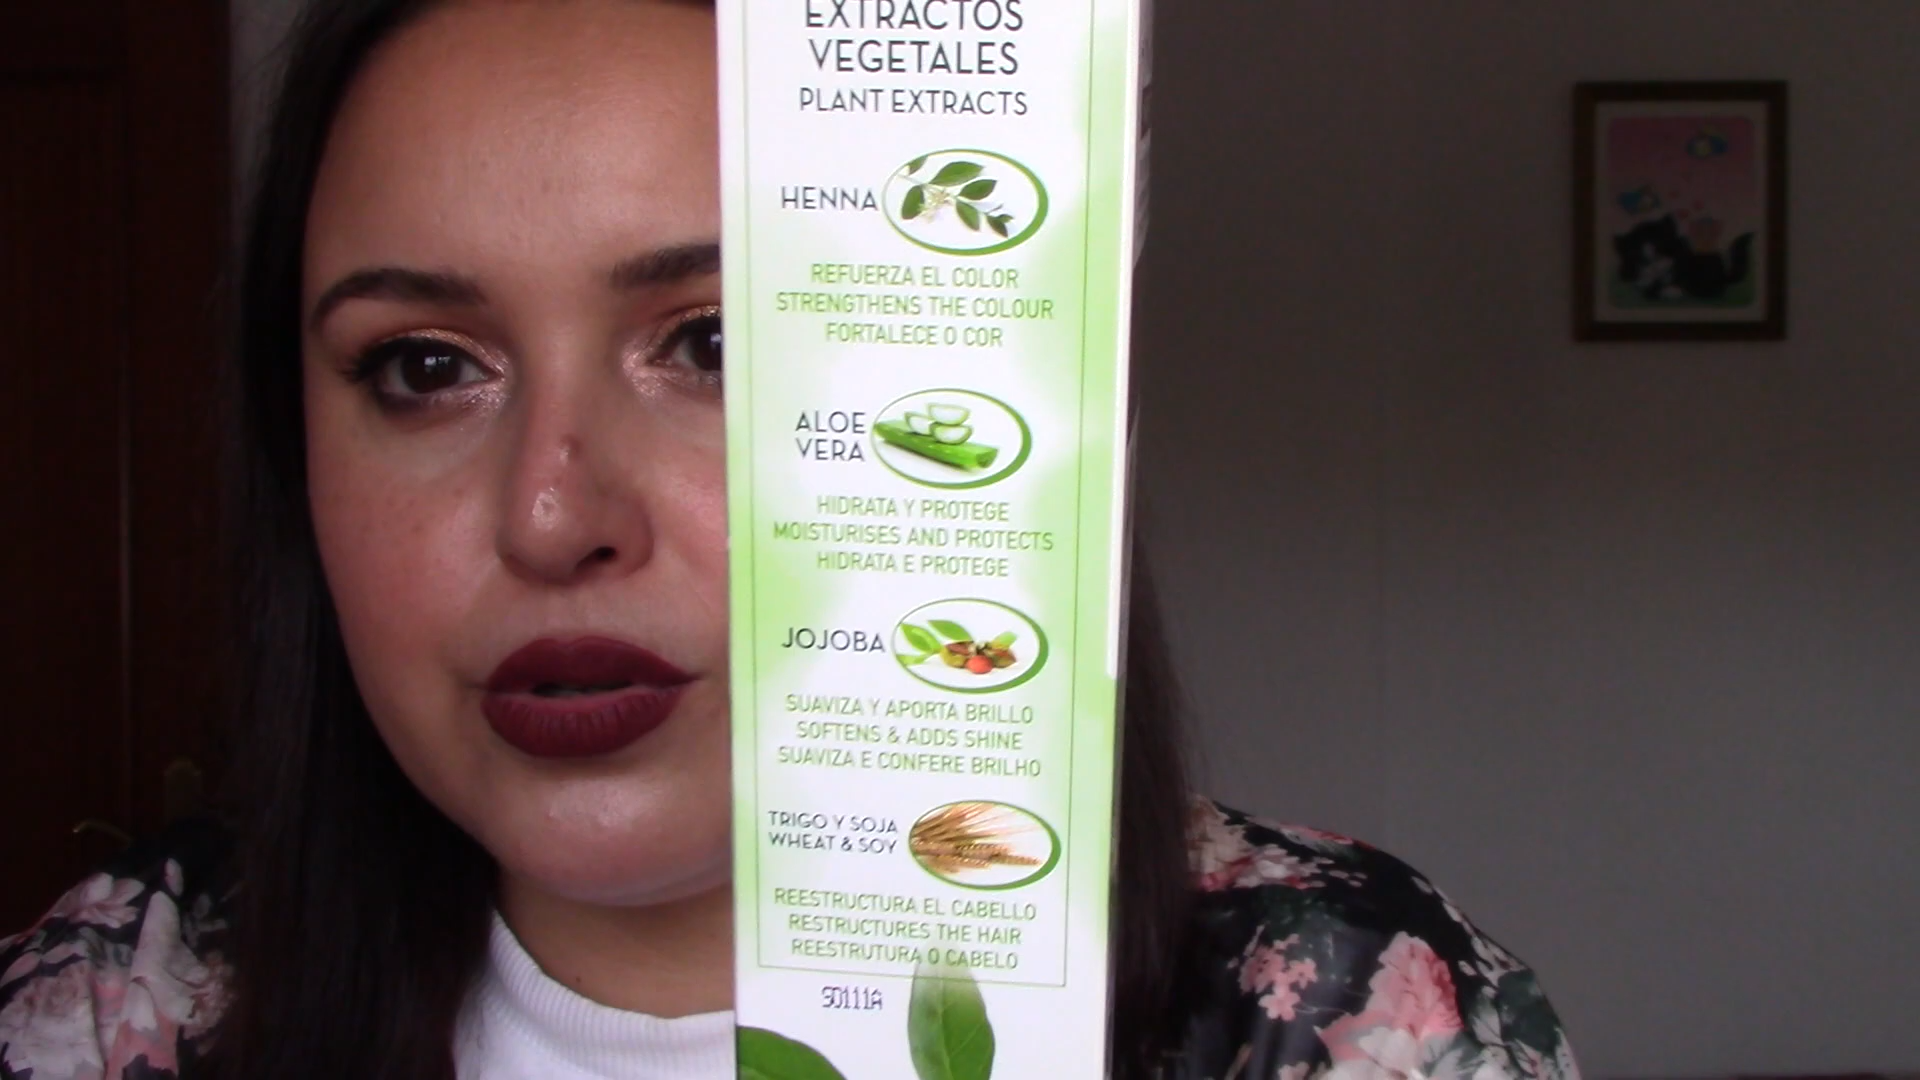 EXTRACTOS
VEGETALES
PLANT EXTRACTS
HENNA
REFUERZA EL COLOR
STRENGTHENS THE COLOUR
FORTALECE O COR
ALOE
VERA
HIDRATA Y PROTEGE
MOISTURISES AND PROTECTS
HIDRATA E PROTEGE
JOJOBA
SUAVIZA Y APORTA BRILLO
SOFTENS & ADDS SHINE
SUAVIZA E CONFERE BRILHO
TRIGO Y SOJA
WHEAT & SOY
REESTRUCTURA EL CABELLO
RESTRUCTURES THE HAIR
REESTRUTURA O CABELO
90111A